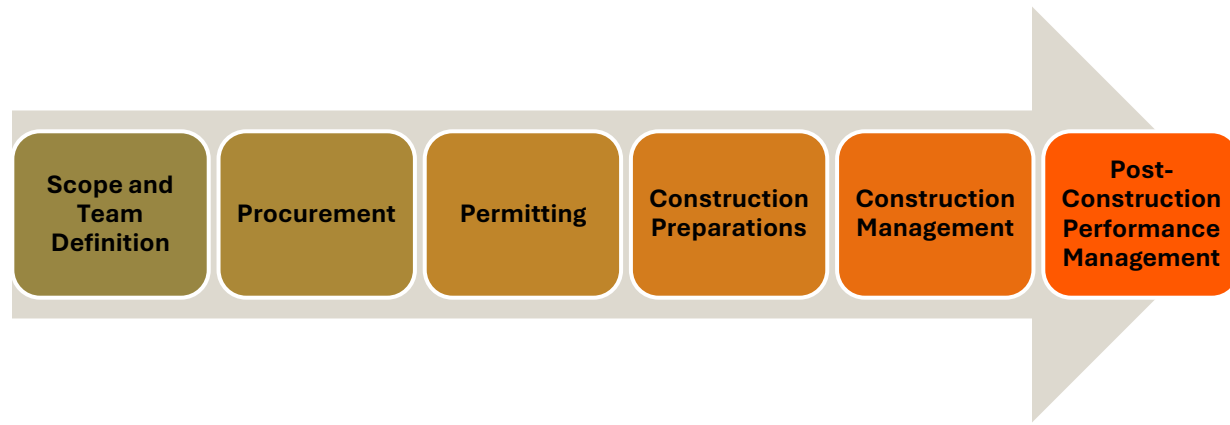 Scope and
Team
Definition
Procurement
Permitting
Construction
Preparations
Construction
Management
Post-
Construction
Performance
Management